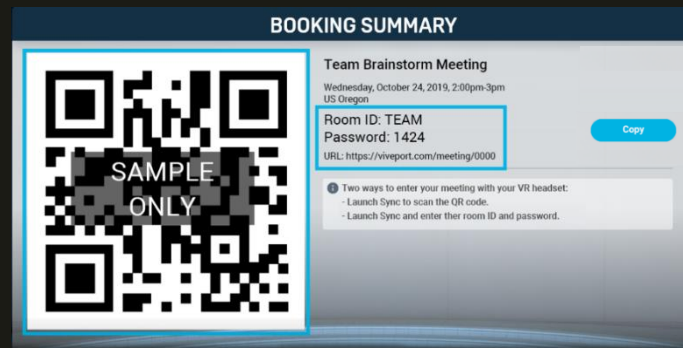 BOOKING SUMMARY
SAMPLE
ONLY
Team Brainstorm Meeting
Wednesday, October 24, 2019, 2:00pm-3pm
US Oregon
Room ID: TEAM
Password: 1424
URL: https://viveport.com/meeting/0000
Copy
Two ways to enter your meeting with your VR headset:
- Launch Sync to scan the QR code.
- Launch Sync and enter ther room ID and password.